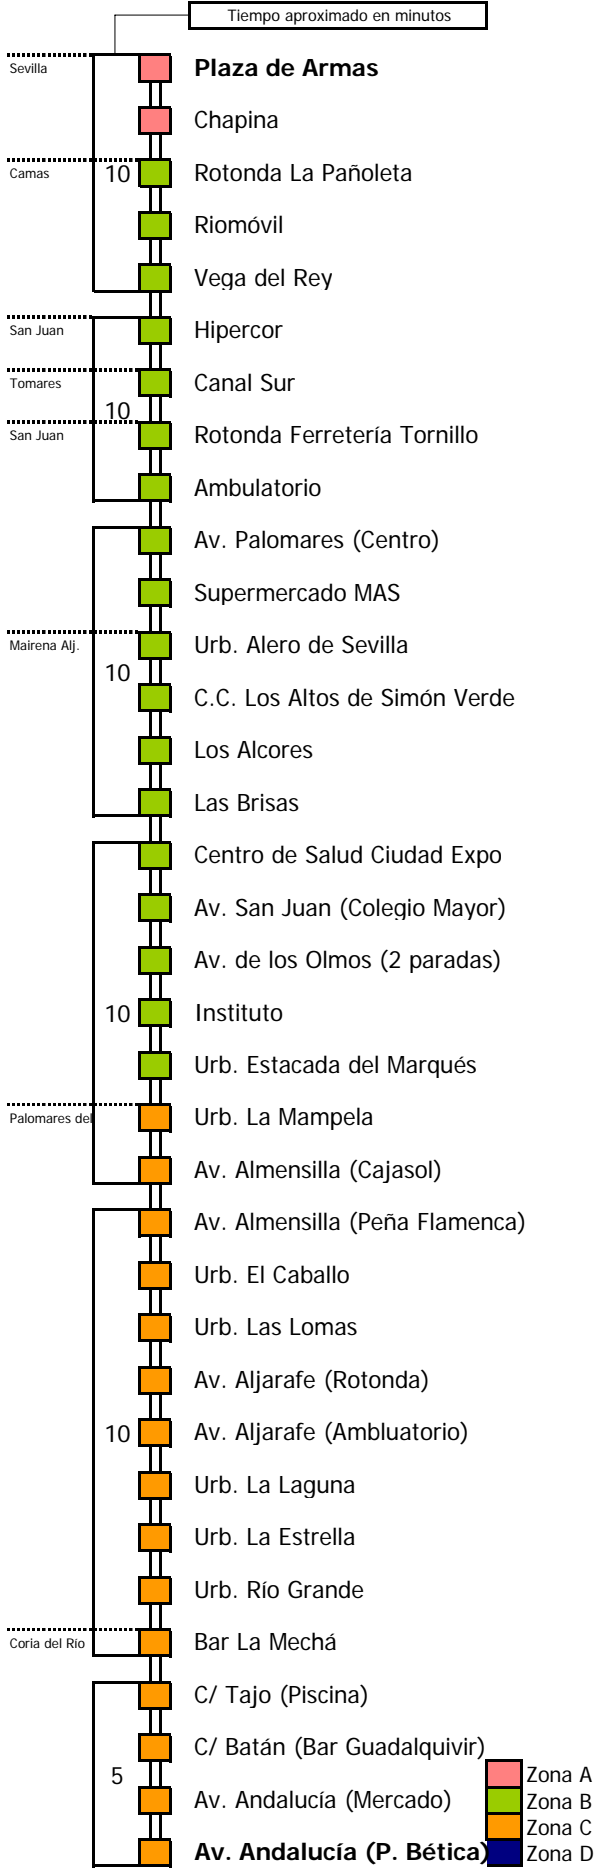 Tiempo aproximado en minutos
Sevilla
Plaza de Armas
Chapina
Camas
10
Rotonda La Pañoleta
Riomóvil
Vega del Rey
San Juan
Hipercor
Tomares
Canal Sur
10
San Juan
Rotonda Ferretería Tornillo
Ambulatorio
Av. Palomares (Centro)
Supermercado MAS
Mairena Alj.
Urb. Alero de Sevilla
10
C.C. Los Altos de Simón Verde
Los Alcores
Las Brisas
Centro de Salud Ciudad Expo
Av. San Juan (Colegio Mayor)
Av. de los Olmos (2 paradas)
10
Instituto
Urb. Estacada del Marqués
Palomares del
Urb. La Mampela
Av. Almensilla (Cajasol)
Av. Almensilla (Peña Flamenca)
Urb. El Caballo
Urb. Las Lomas
Av. Aljarafe (Rotonda)
10
Av. Aljarafe (Ambluatorio)
Urb. La Laguna
Urb. La Estrella
Urb. Río Grande
Coria del Río
Bar La Mechá
C/ Tajo (Piscina)
C/ Batán (Bar Guadalquivir)
5
Av. Andalucía (Mercado)
Av. Andalucía (P. Bética)
Zona A
Zona B
Zona C
Zona D